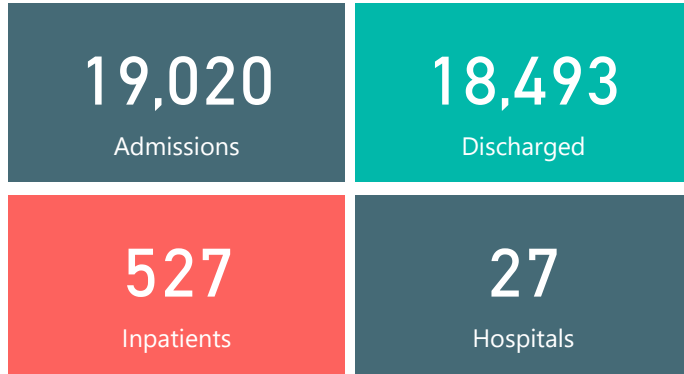 19,020
Admissions
18,493
Discharged
527
Inpatients
27
Hospitals